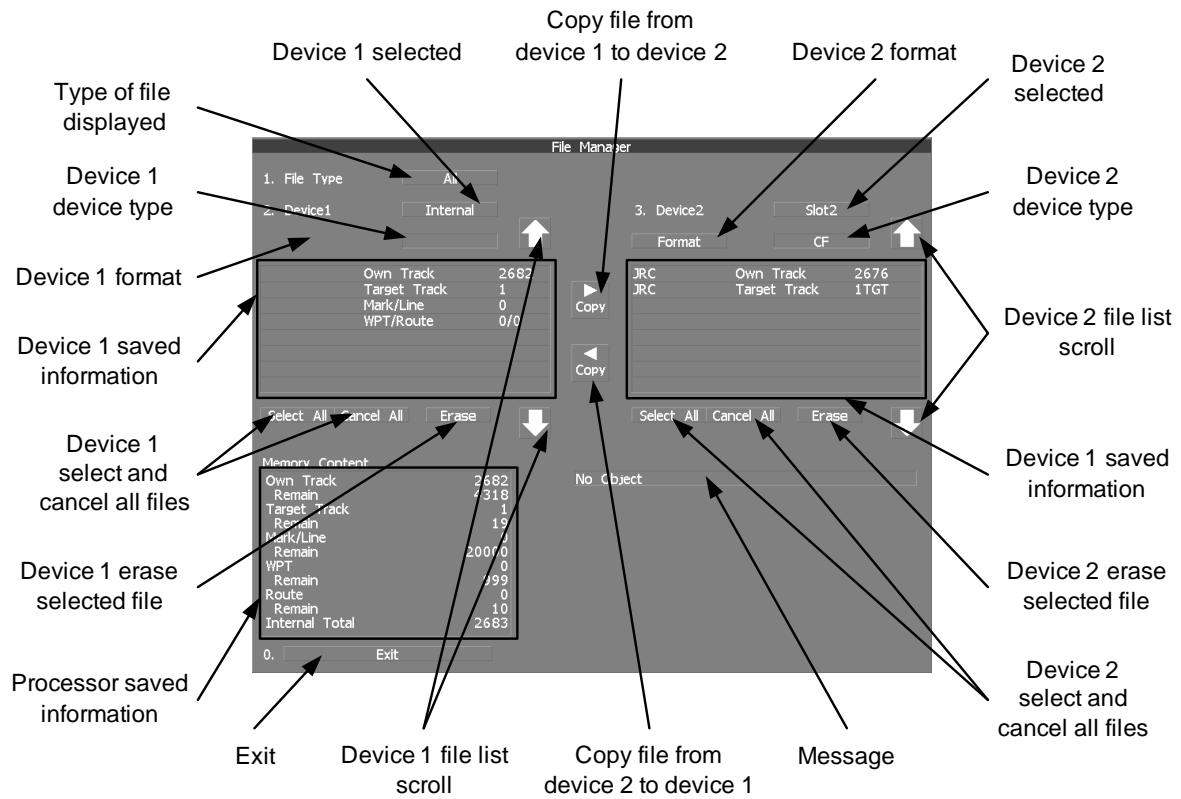 Copy file from
device 1 to device 2
Device 1 selected
Device 2 format
Device 2
selected
Type of file
displayed
Device 1
device type
Device 2
device type
Device 1 format
Device 1 saved
information
Device 2 file list
scroll
Device 1
select and
cancel all files
Device 1 saved
information
Device 1 erase
selected file
Device 2 erase
selected file
Processor saved
information
Device 2
select and
cancel all files
Exit
Device 1 file list
scroll
Copy file from
device 2 to device 1
Message
File Manager
1. File Type All
2. Device1 Internal
3. Device2 Slot2
Format CF
Own Track 2682
Target Track 1
Mark/Line 0
WPT/Route 0/0
Copy
Copy
JRC Own Track 2676
JRC Target Track 1TGT
Select All Cancel All Erase
Select All Cancel All Erase
Memory Content
Own Track 2682
Remain 4318
Target Track 1
Remain 19
Mark/Line 0
Remain 20000
WPT 0
Remain 999
Route 0
Remain 10
Internal Total 2683
No Object
0. Exit